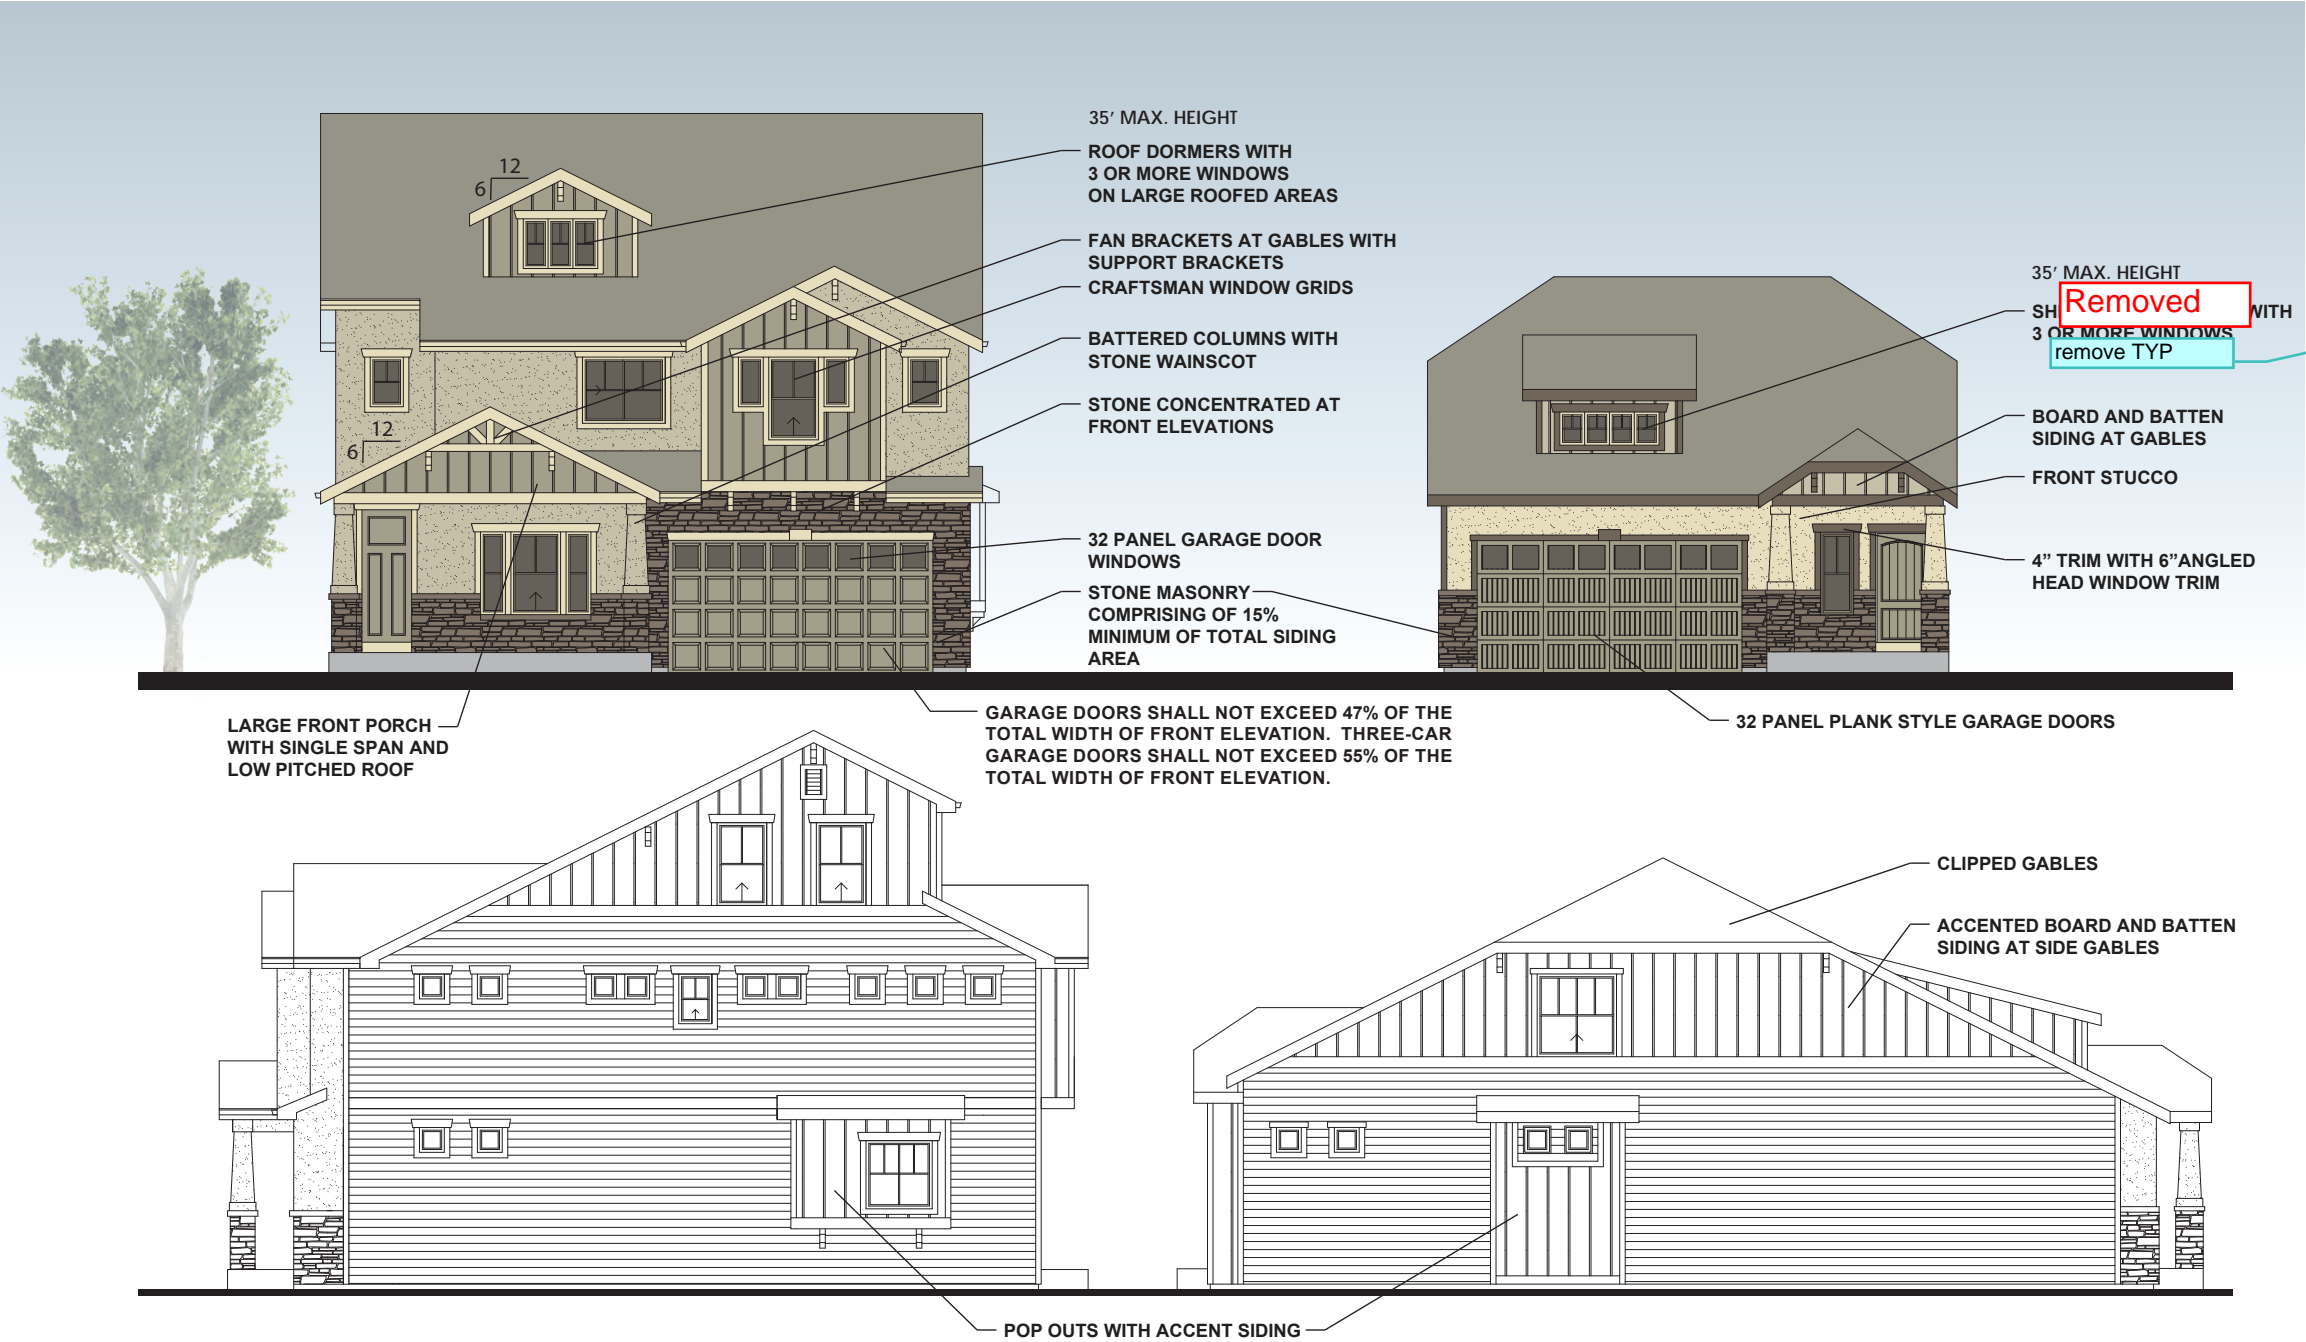 35' MAX. HEIGHT
ROOF DORMERS WITH
3 OR MORE WINDOWS
ON LARGE ROOFED AREAS
12
6
FAN BRACKETS AT GABLES WITH
SUPPORT BRACKETS
CRAFTSMAN WINDOW GRIDS
BATTERED COLUMNS WITH
STONE WAINSCOT
STONE CONCENTRATED AT
FRONT ELEVATIONS
12
6
32 PANEL GARAGE DOOR
WINDOWS
STONE MASONRY
COMPRISING OF 15%
MINIMUM OF TOTAL SIDING
AREA
35' MAX. HEIGHT
Removed
WITH
3 OR MORE WINDOWS
remove TYP
BOARD AND BATTEN
SIDING AT GABLES
FRONT STUCCO
4” TRIM WITH 6”ANGLED
HEAD WINDOW TRIM
LARGE FRONT PORCH
WITH SINGLE SPAN AND
LOW PITCHED ROOF
GARAGE DOORS SHALL NOT EXCEED 47% OF THE
TOTAL WIDTH OF FRONT ELEVATION. THREE-CAR
GARAGE DOORS SHALL NOT EXCEED 55% OF THE
TOTAL WIDTH OF FRONT ELEVATION.
32 PANEL PLANK STYLE GARAGE DOORS
CLIPPED GABLES
ACCENTED BOARD AND BATTEN
SIDING AT SIDE GABLES
POP OUTS WITH ACCENT SIDING